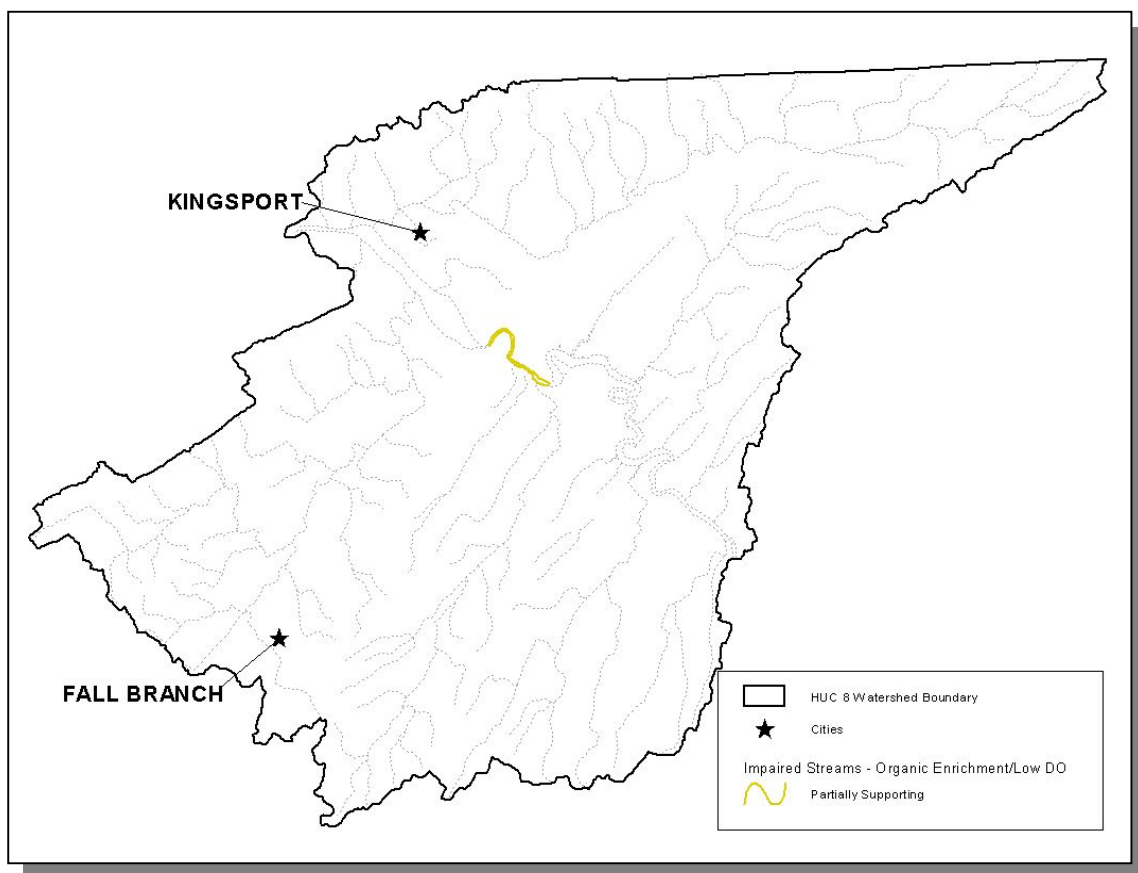 KINGSPORT
FALL BRANCH
HUC 8 Watershed Boundary
Cities
Impaired Streams - Organic Enrichment/Low DO
Partially Supporting